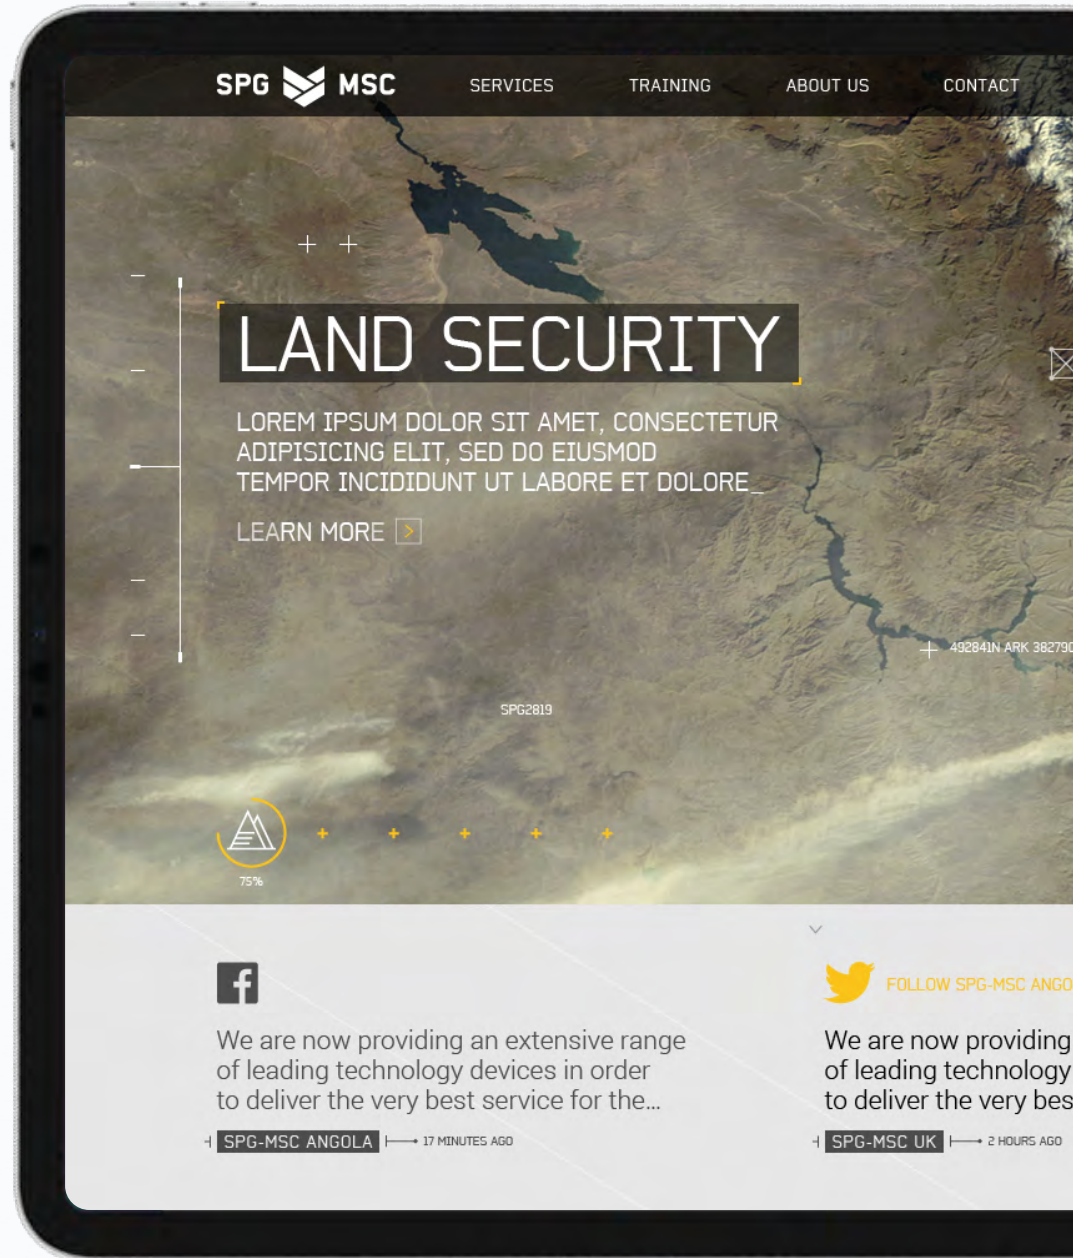 SPG MSC SERVICES TRAINING ABOUT US CONTACT
LAND SECURITY
LOREM IPSUM DOLOR SIT AMET, CONSECTETUR
ADIPISICING ELIT, SED DO EIUSMOD
TEMPOR INCIDIDUNT UT LABORE ET DOLORE_
LEARN MORE >
492841N ARK 382790
SPG2819
75%
We are now providing an extensive range
of leading technology devices in order
to deliver the very best service for the...
SPG-MSC ANGOLA 17 MINUTES AGO
FOLLOW SPG-MSC ANGO
We are now providing
of leading technology
to deliver the very bes
SPG-MSC UK 2 HOURS AGO